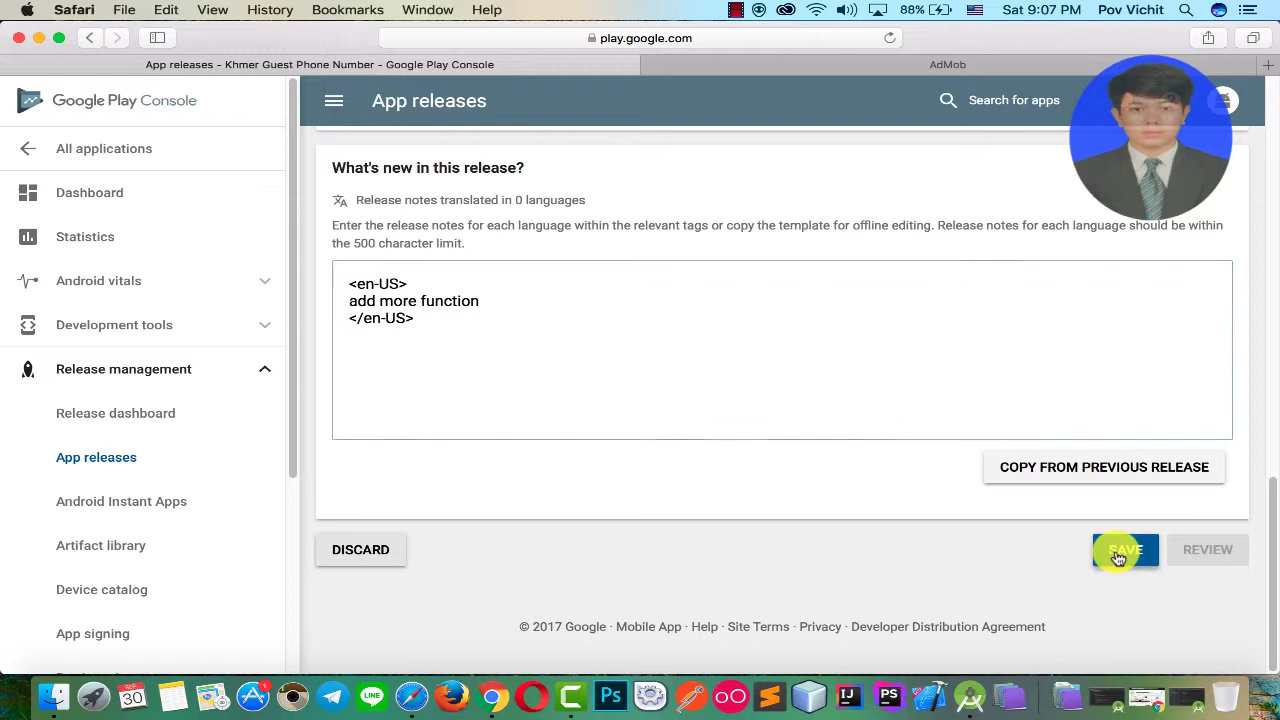 Safari File Edit View History Bookmarks Window Help 88% Sat 9:07 PM Pov Vichit
play.google.com
App releases - Khmer Guest Phone Number - Google Play Console
AdMob
Google Play Console
App releases
Search for apps
All applications
Dashboard
Statistics
Android vitals
Development tools
Release management
Release dashboard
App releases
Android Instant Apps
Artifact library
Device catalog
App signing
What's new in this release?
Release notes translated in 0 languages
Enter the release notes for each language within the relevant tags or copy the template for offline editing. Release notes for each language should be within
the 500 character limit.
<en-US>
add more function
</en-US>
COPY FROM PREVIOUS RELEASE
DISCARD
SAVE
REVIEW
© 2017 Google · Mobile App · Help · Site Terms · Privacy · Developer Distribution Agreement
30
1
LINE
Ps
IJ
PS